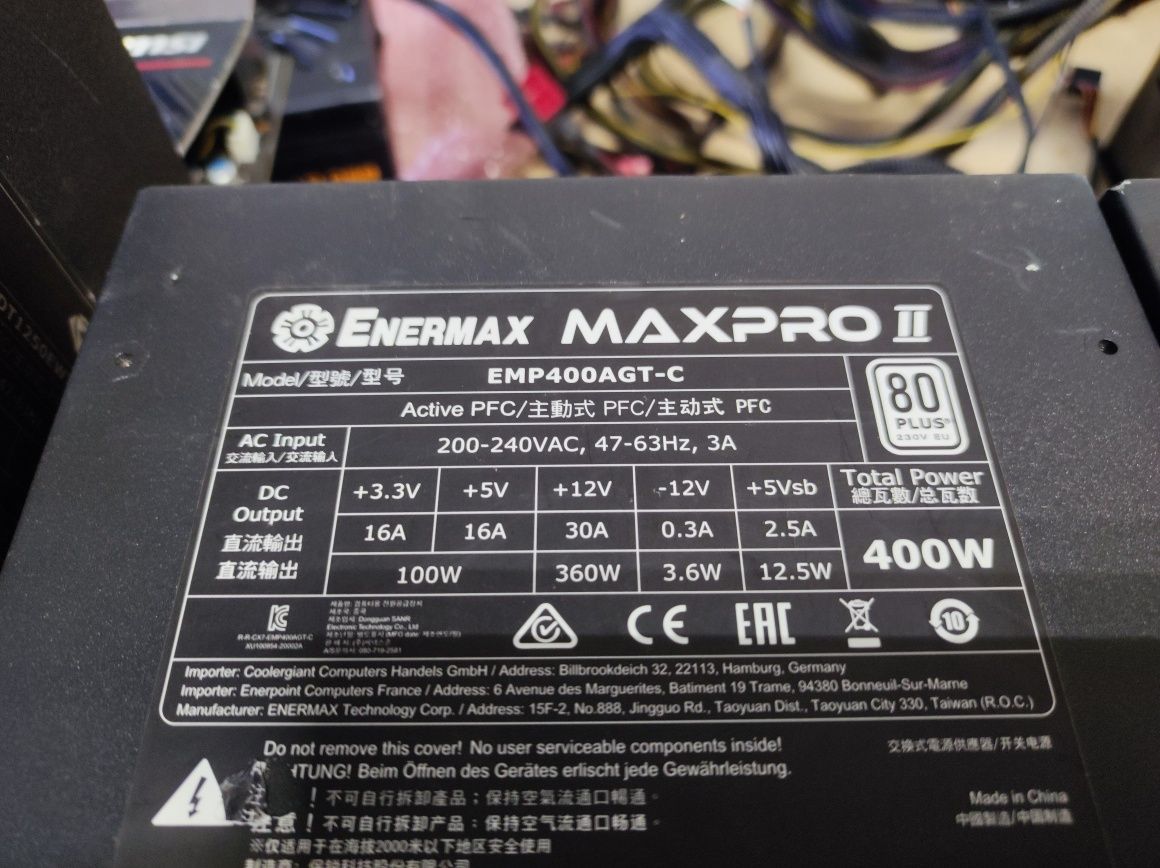 msi
ENERMAX MAXPRO II
Model/型號/型号 EMP400AGT-C
Active PFC/主動式 PFC/主动式 PFC
80 PLUS® 230V EU
AC Input 200-240VAC, 47-63Hz, 3A
交流輸入/交流输入
DC Output +3.3V +5V +12V -12V +5Vsb Total Power
總瓦數/总瓦数
直流輸出 16A 16A 30A 0.3A 2.5A 400W
直流输出 100W 360W 3.6W 12.5W
R-R-CX7-EMP400AGT-C
XU100954-20002A
Electronic Technology Co., Ltd
CE EAC 10
Importer: Coolergiant Computers Handels GmbH / Address: Billbrookdeich 32, 22113, Hamburg, Germany
Importer: Enerpoint Computers France / Address: 6 Avenue des Marguerites, Batiment 19 Trame, 94380 Bonneuil-Sur-Marne
Manufacturer: ENERMAX Technology Corp. / Address: 15F-2, No.888, Jingguo Rd., Taoyuan Dist., Taoyuan City 330, Taiwan (R.O.C.)
Do not remove this cover! No user serviceable components inside!
交換式電源供應器/开关电源
HTUNG! Beim Öffnen des Gerätes erlischt jede Gewährleistung.
！不可自行拆卸產品；保持空氣流通口暢通。
Made in China
注意！不可自行拆卸产品；保持空气流通口畅通。
中國製造/中国制造
※仅适用于在海拔2000米以下地区安全使用